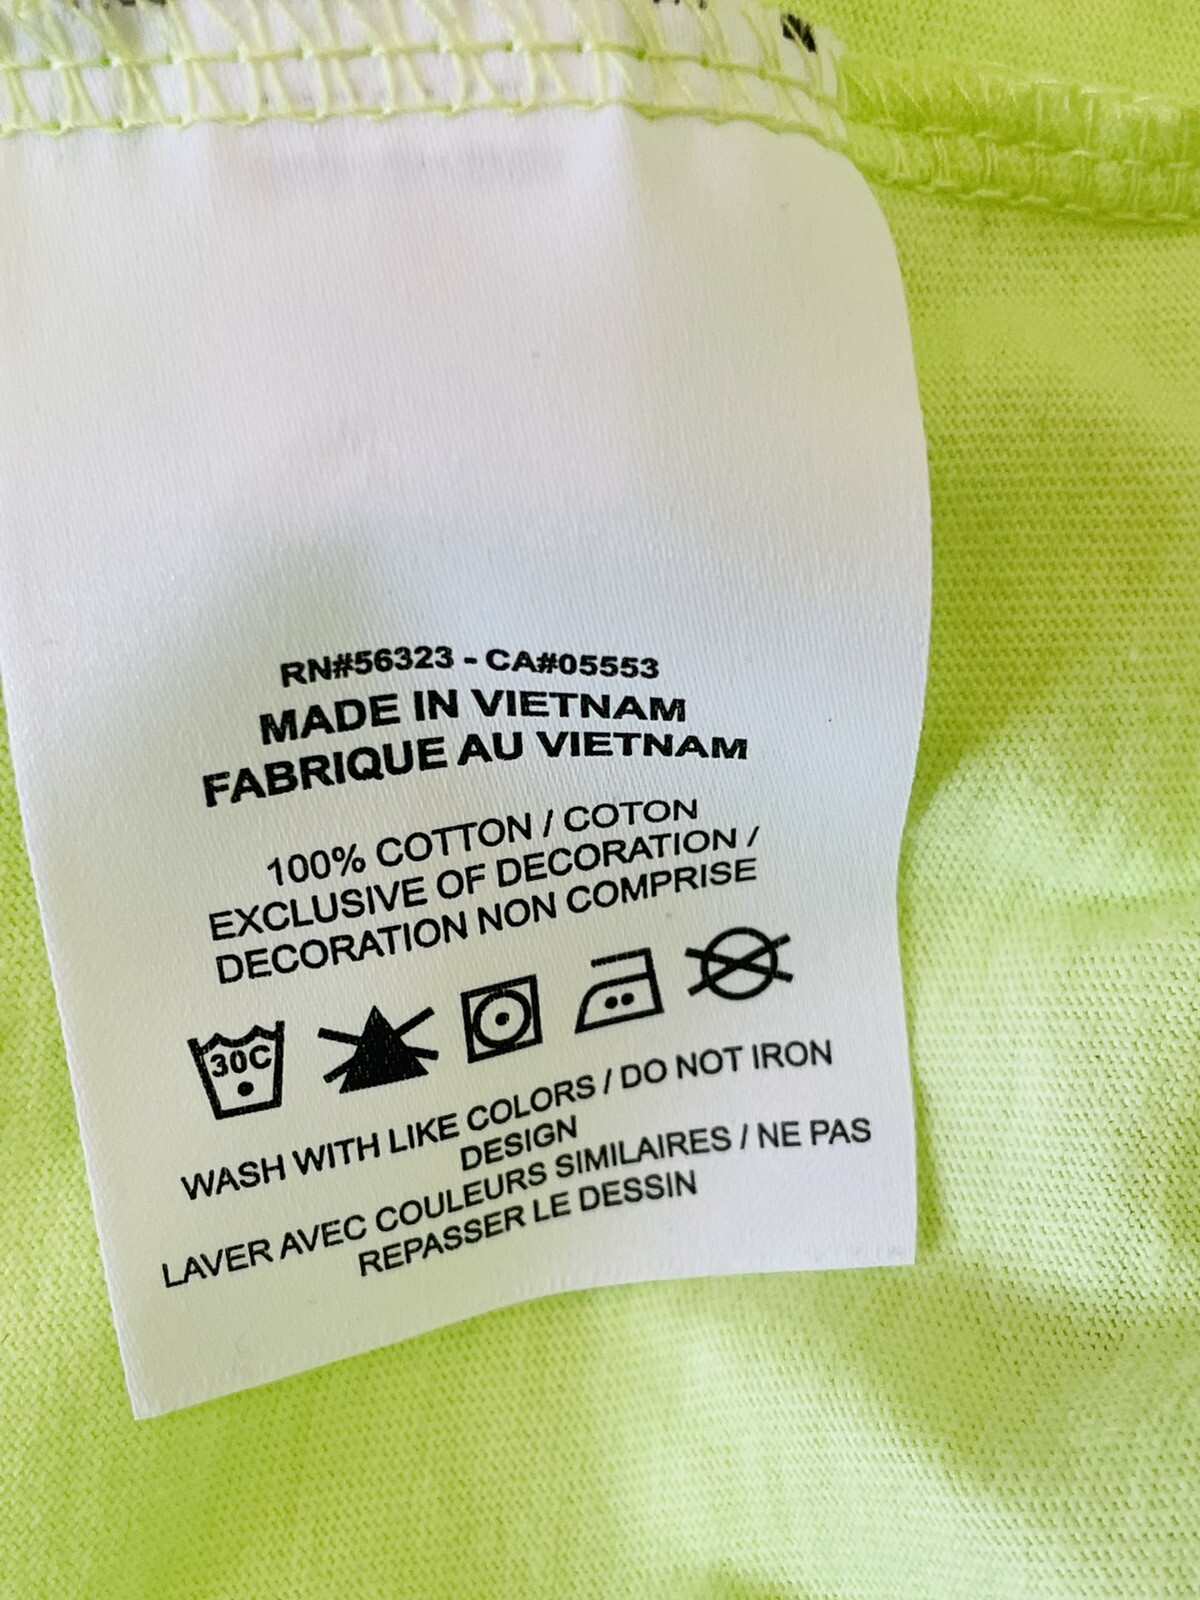 RN#56323 - CA#05553
MADE IN VIETNAM
FABRIQUE AU VIETNAM
100% COTTON / COTON
EXCLUSIVE OF DECORATION /
DECORATION NON COMPRISE
30C
WASH WITH LIKE COLORS / DO NOT IRON
DESIGN
LAVER AVEC COULEURS SIMILAIRES / NE PAS
REPASSER LE DESSIN